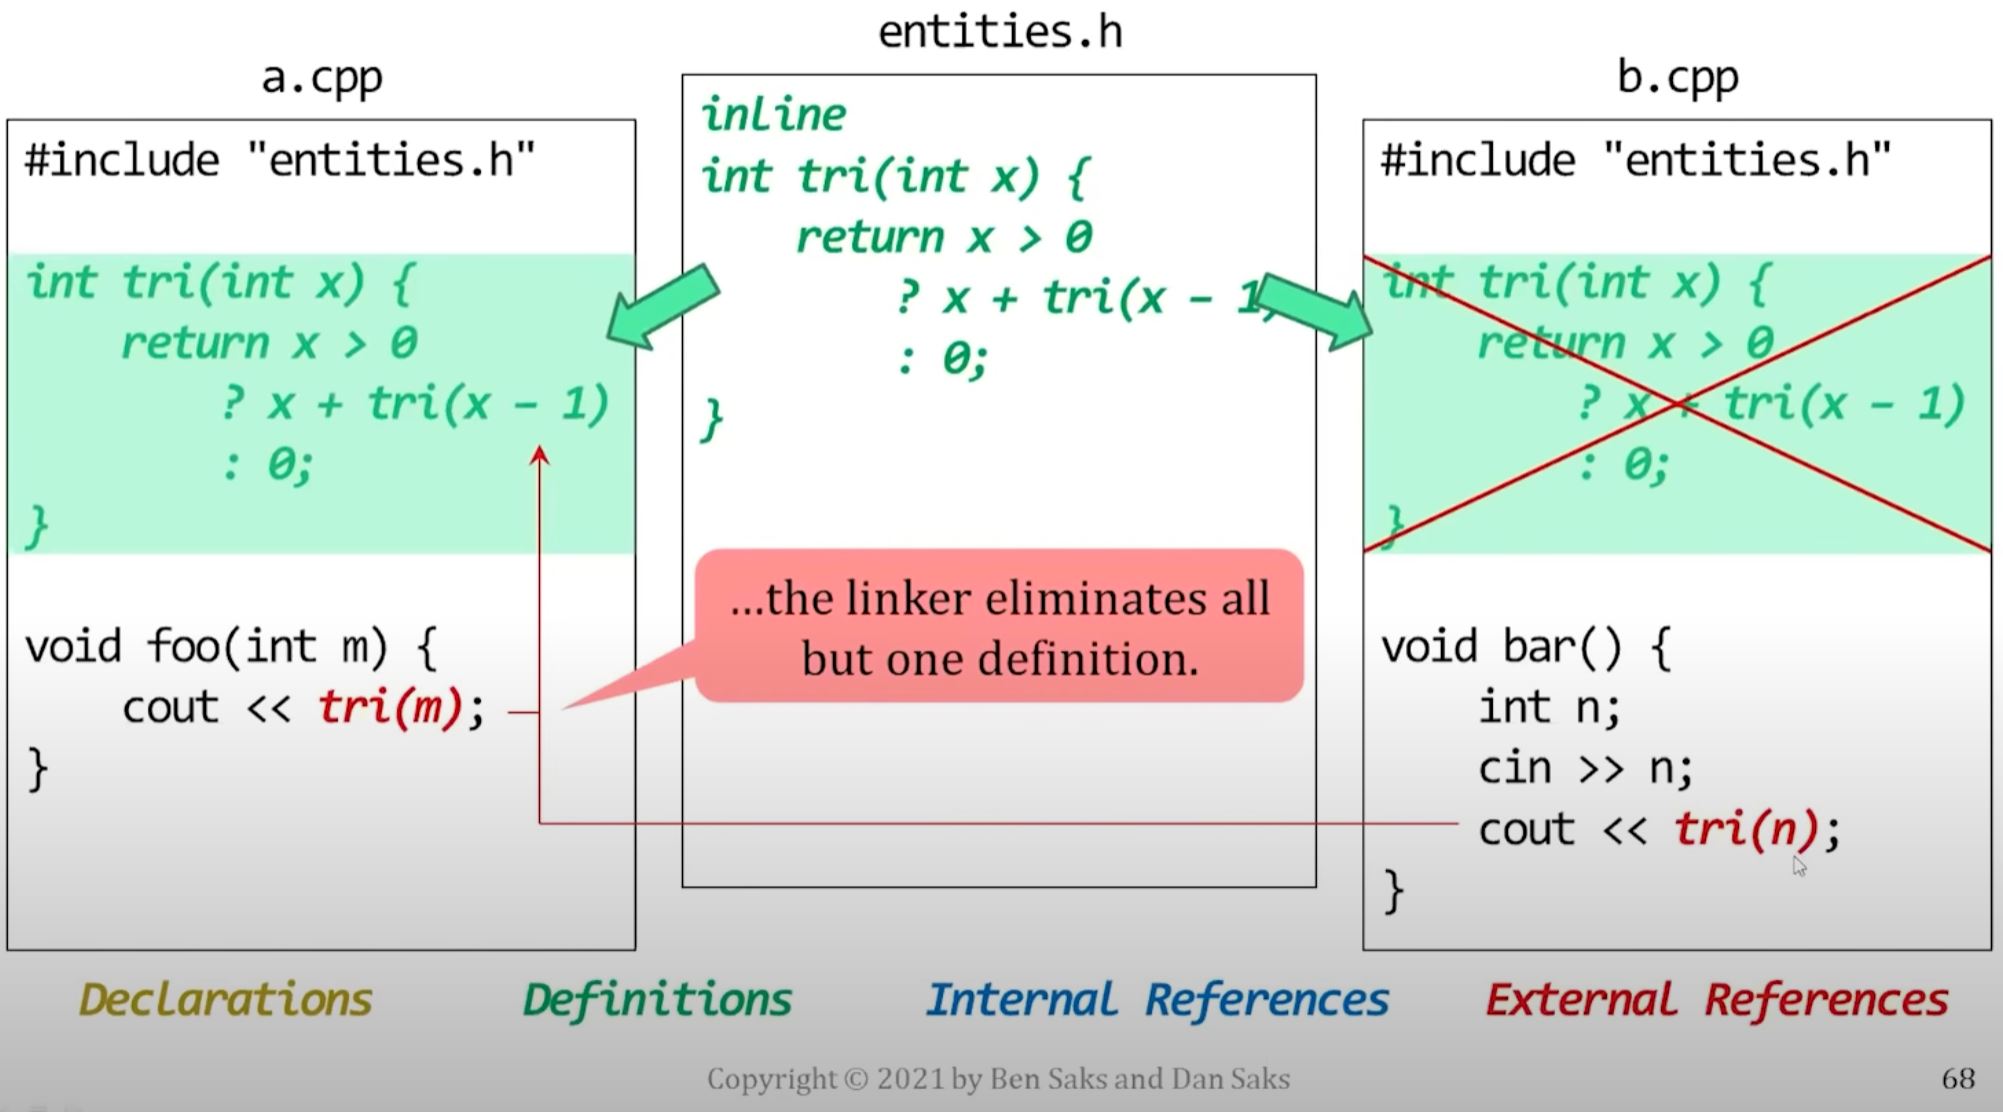 entities.h
a.cpp
#include "entities.h"
int tri(int x) {
return x > 0
? x + tri(x – 1)
: 0;
}
void foo(int m) {
cout << tri(m);
}
inline
int tri(int x) {
return x > 0
? x + tri(x – 1)
: 0;
}
…the linker eliminates all
but one definition.
b.cpp
#include "entities.h"
int tri(int x) {
return x > 0
? x + tri(x – 1)
: 0;
}
void bar() {
int n;
cin >> n;
cout << tri(n);
}
Declarations
Definitions
Internal References
External References
Copyright © 2021 by Ben Saks and Dan Saks
68